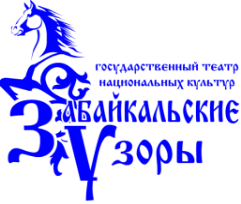 государственный театр
национальных культур
Забайкальские
Узоры